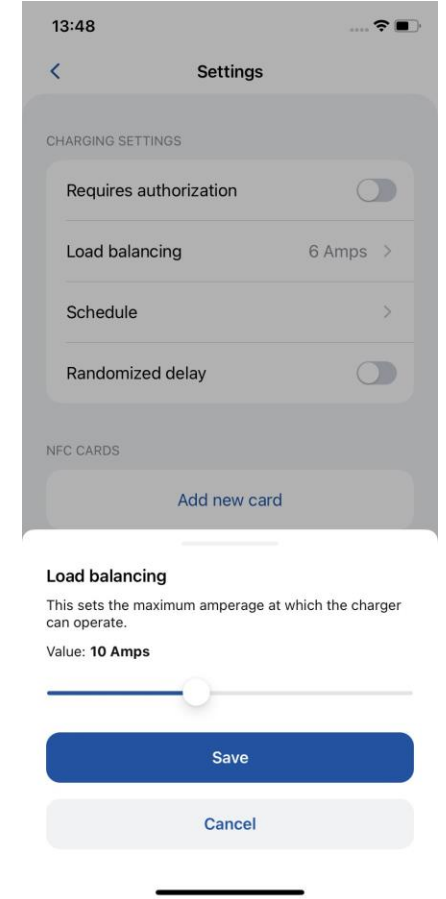 13:48
Settings
CHARGING SETTINGS
Requires authorization
Load balancing 6 Amps
Schedule
Randomized delay
NFC CARDS
Add new card
Load balancing
This sets the maximum amperage at which the charger
can operate.
Value: 10 Amps
Save
Cancel